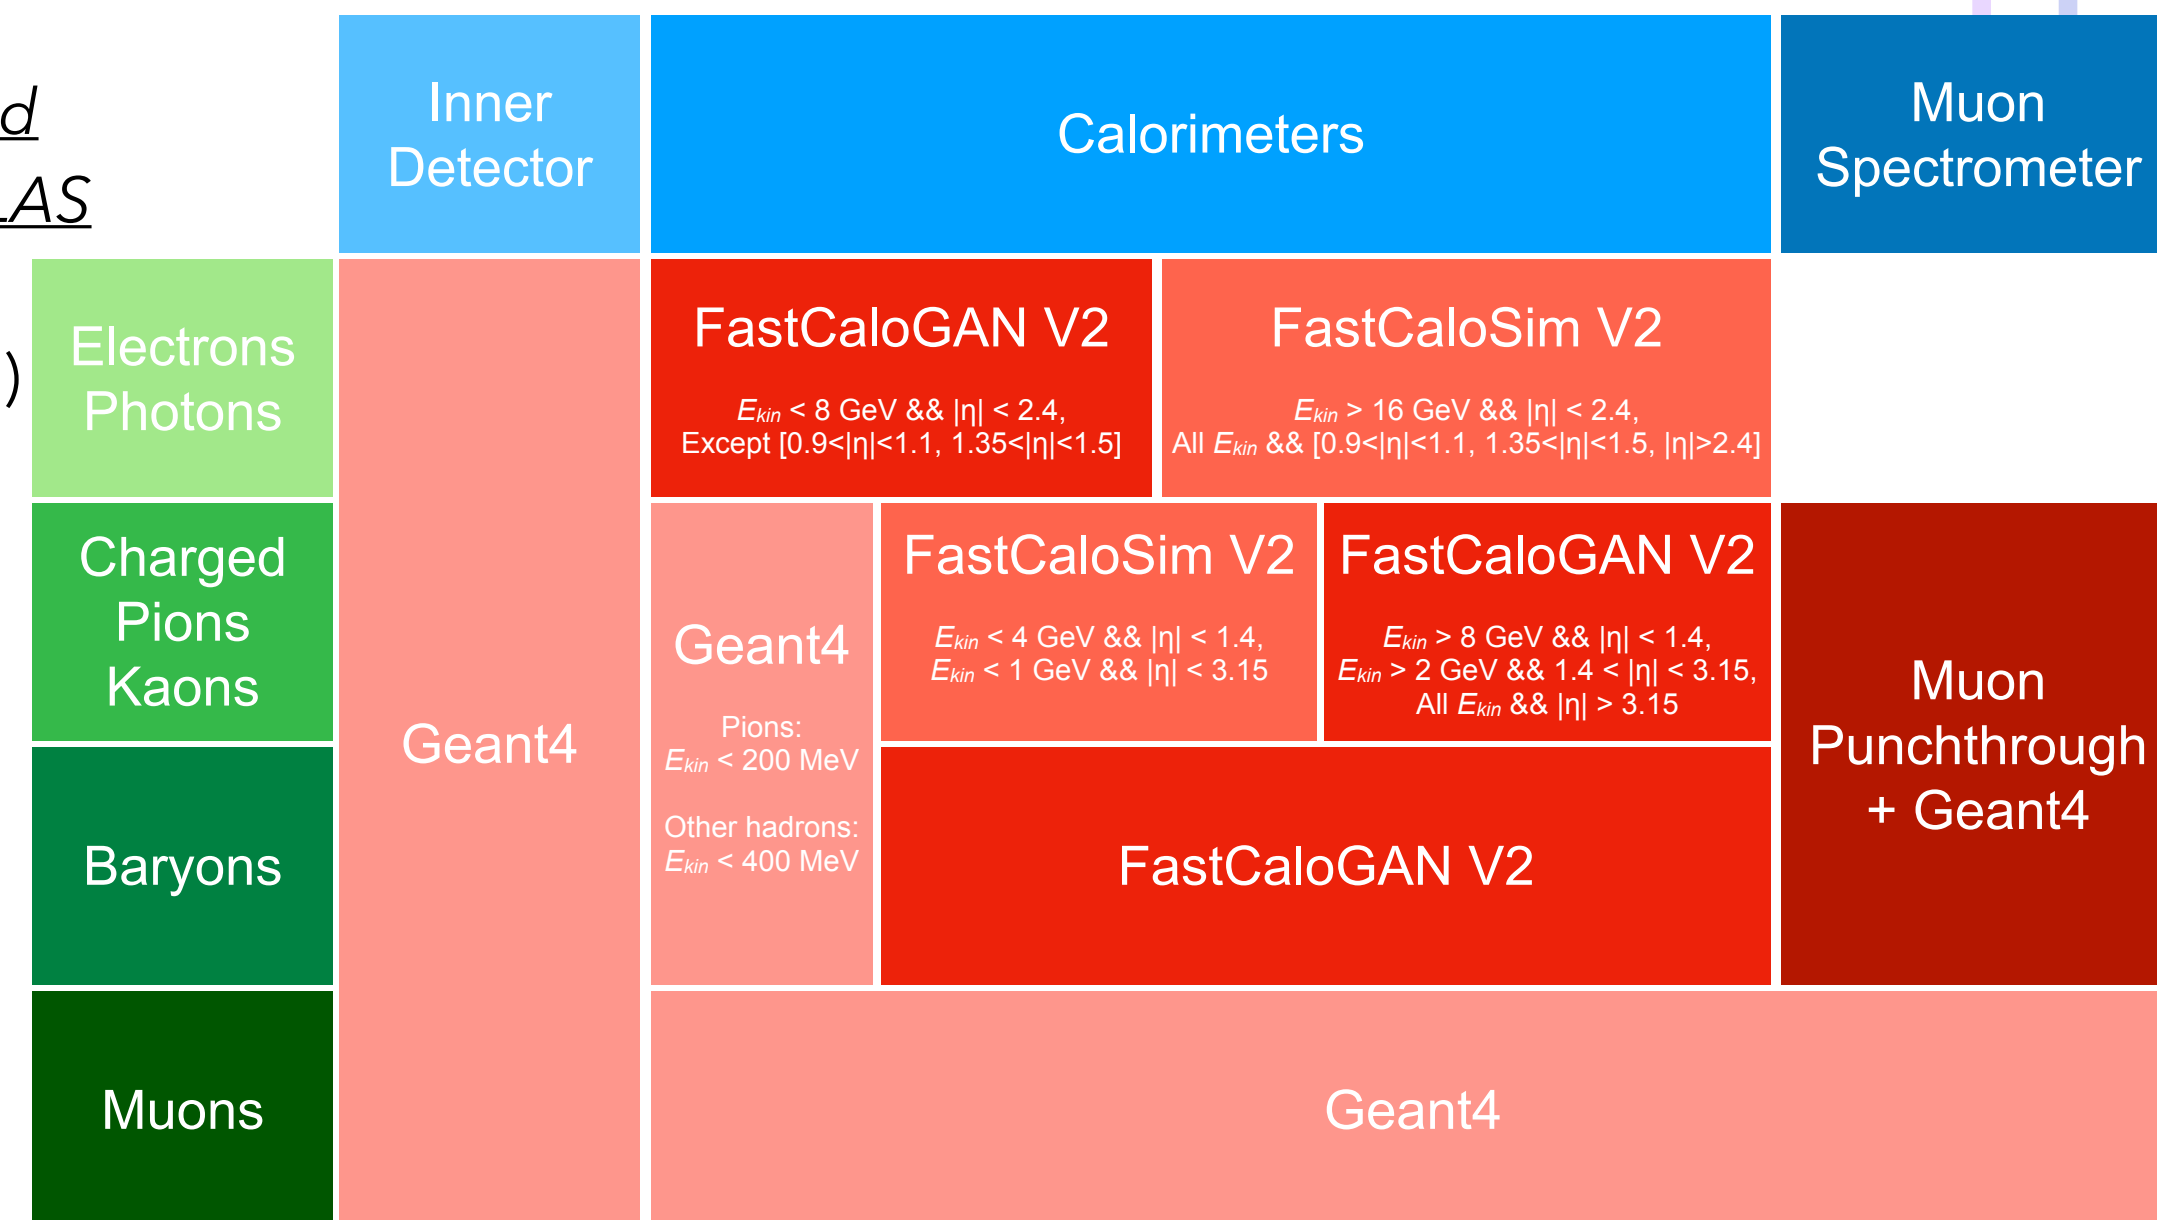 d
LAS
)
Inner
Detector
Calorimeters
Muon
Spectrometer
Electrons
Photons
FastCaloGAN V2
Ekin < 8 GeV && |η| < 2.4,
Except [0.9<|η|<1.1, 1.35<|η|<1.5]
FastCaloSim V2
Ekin > 16 GeV && |η| < 2.4,
All Ekin && [0.9<|η|<1.1, 1.35<|η|<1.5, |η|>2.4]
Charged
Pions
Kaons
Geant4
Geant4
Pions:
Ekin < 200 MeV
Other hadrons:
Ekin < 400 MeV
FastCaloSim V2
Ekin < 4 GeV && |η| < 1.4,
Ekin < 1 GeV && |η| < 3.15
FastCaloGAN V2
Ekin > 8 GeV && |η| < 1.4,
Ekin > 2 GeV && 1.4 < |η| < 3.15,
All Ekin && |η| > 3.15
Muon
Punchthrough
+ Geant4
Baryons
FastCaloGAN V2
Muons
Geant4